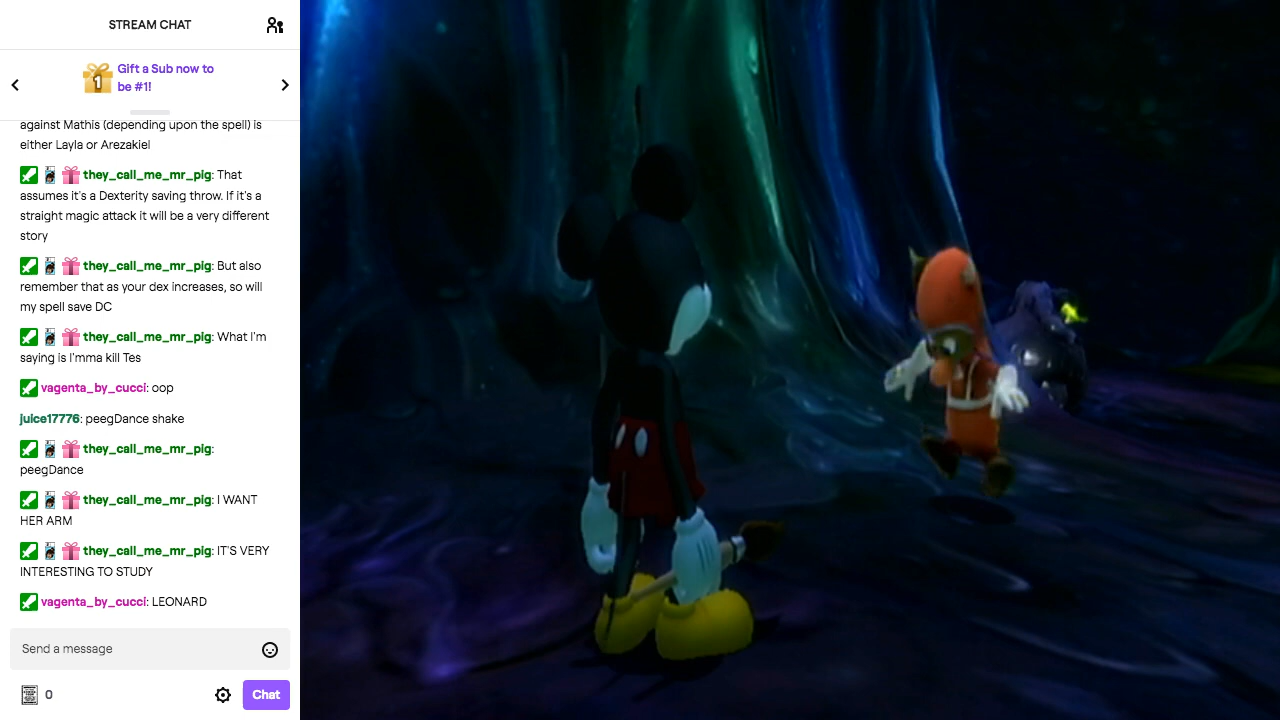 STREAM CHAT
1
Gift a Sub now to
be #1!
against Mathis (depending upon the spell) is
either Layla or Arezakiel
they_call_me_mr_pig: That
assumes it's a Dexterity saving throw. If it's a
straight magic attack it will be a very different
story
they_call_me_mr_pig: But also
remember that as your dex increases, so will
my spell save DC
they_call_me_mr_pig: What I'm
saying is I'mma kill Tes
vagenta_by_cucci: oop
juice17776: peegDance shake
they_call_me_mr_pig:
peegDance
they_call_me_mr_pig: I WANT
HER ARM
they_call_me_mr_pig: IT'S VERY
INTERESTING TO STUDY
vagenta_by_cucci: LEONARD
Send a message
0
Chat